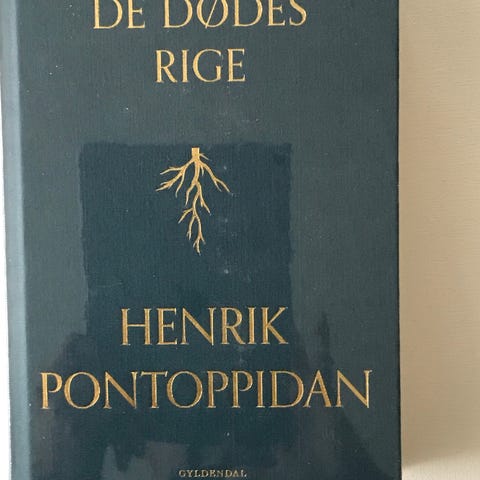 DE DØDES
RIGE
HENRIK
PONTOPPIDAN
GYLDENDAL